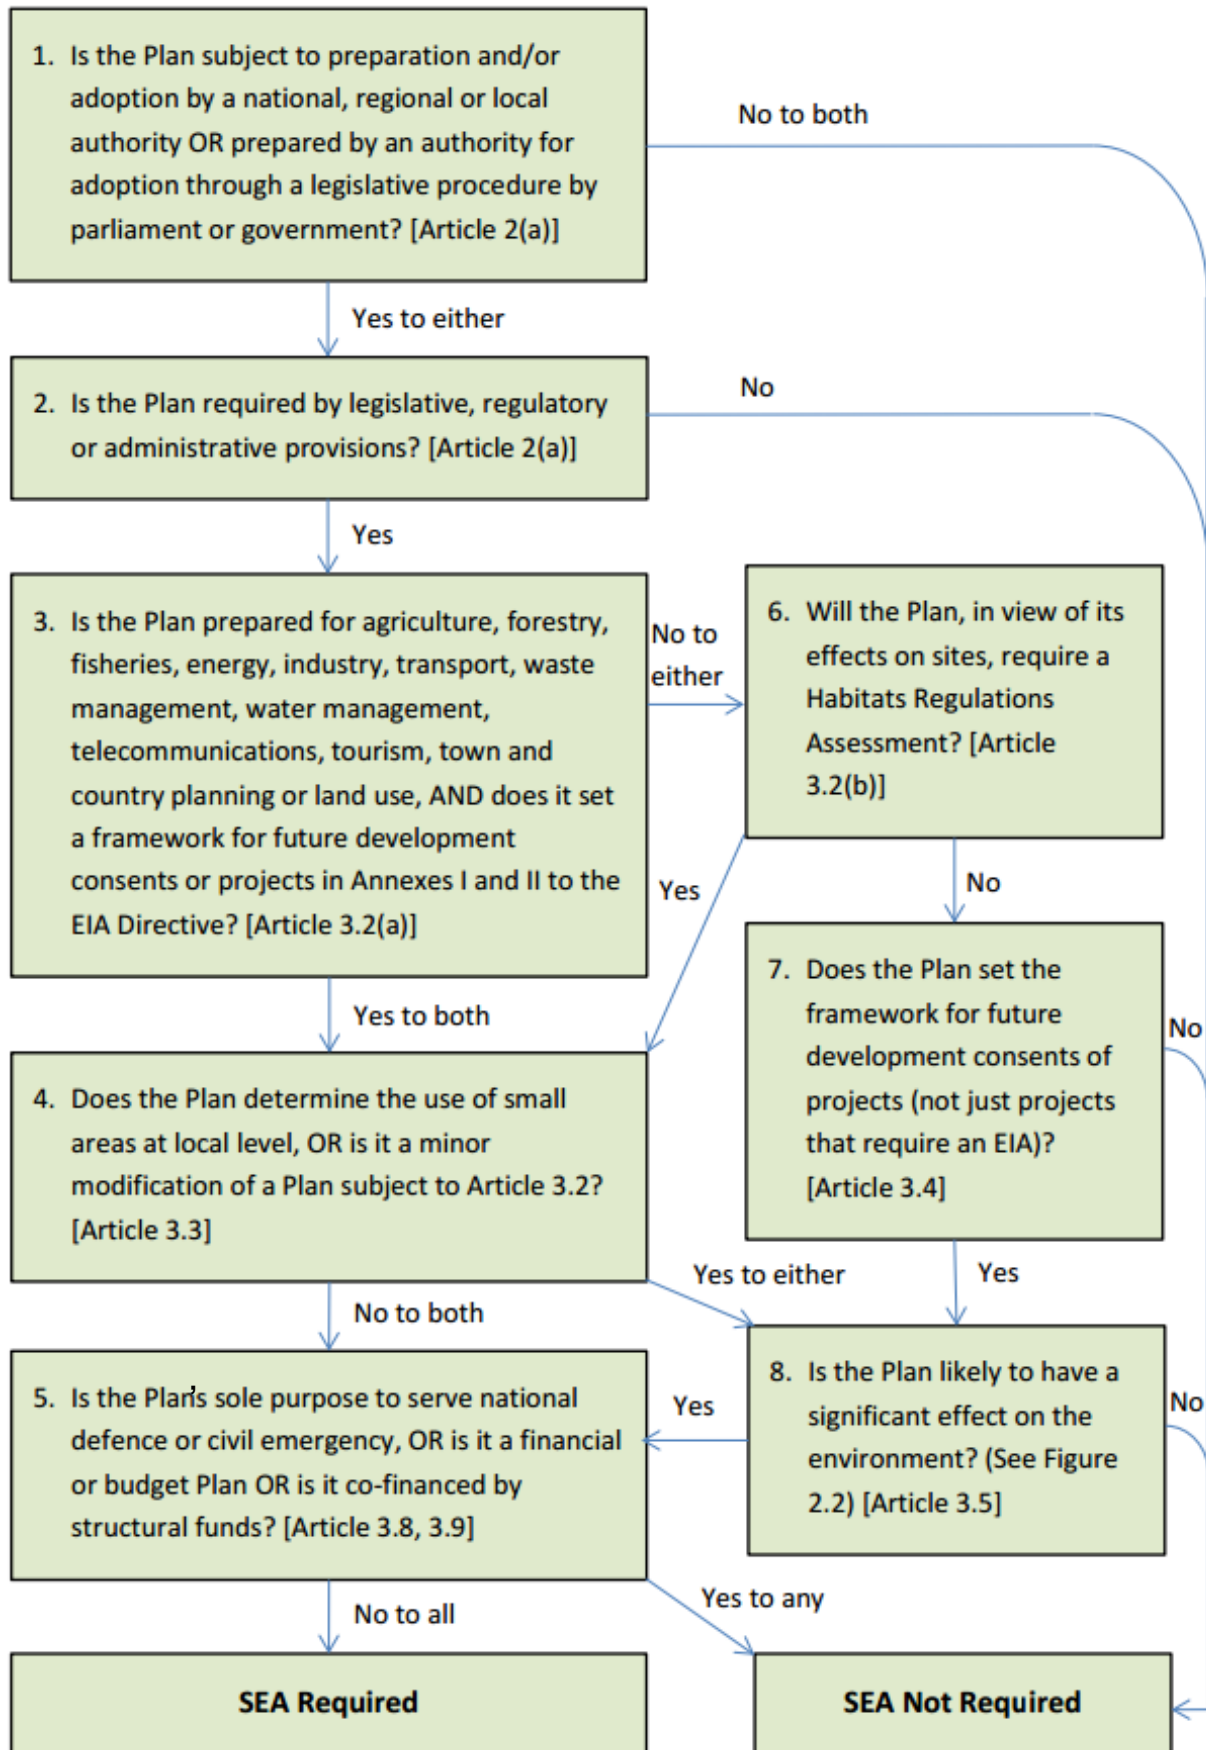 1. Is the Plan subject to preparation and/or
adoption by a national, regional or local
authority OR prepared by an authority for
adoption through a legislative procedure by
parliament or government? [Article 2(a)]
No to both
Yes to either
2. Is the Plan required by legislative, regulatory
or administrative provisions? [Article 2(a)]
No
Yes
3. Is the Plan prepared for agriculture, forestry,
fisheries, energy, industry, transport, waste
management, water management,
telecommunications, tourism, town and
country planning or land use, AND does it set
a framework for future development
consents or projects in Annexes I and II to the
EIA Directive? [Article 3.2(a)]
No to
either
6. Will the Plan, in view of its
effects on sites, require a
Habitats Regulations
Assessment? [Article
3.2(b)]
Yes
No
Yes to both
7. Does the Plan set the
framework for future
development consents of
projects (not just projects
that require an EIA)?
[Article 3.4]
No
4. Does the Plan determine the use of small
areas at local level, OR is it a minor
modification of a Plan subject to Article 3.2?
[Article 3.3]
Yes to either
Yes
No to both
5. Is the Plan's sole purpose to serve national
defence or civil emergency, OR is it a financial
or budget Plan OR is it co-financed by
structural funds? [Article 3.8, 3.9]
Yes
8. Is the Plan likely to have a
significant effect on the
environment? (See Figure
2.2) [Article 3.5]
No
No to all
Yes to any
SEA Required
SEA Not Required